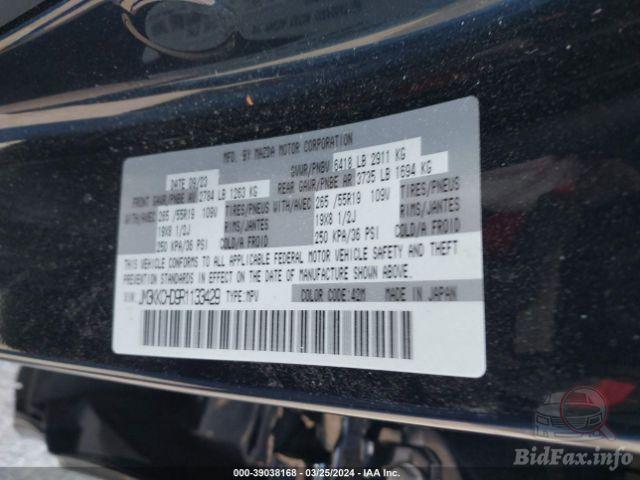 MFD. BY MAZDA MOTOR CORPORATION
DATE 09/23
GVWR/PNBV 6418 LB 2911 KG
FRONT GAWR/PNBE AV 2784 LB 1263 KG
REAR GAWR/PNBE AR 3735 LB 1694 KG
WITH/AVEC 265 /55R19 109V TIRES/PNEUS WITH/AVEC 265 /55R19 109V TIRES/PNEUS
19X8 1/2J RIMS/JANTES 19X8 1/2J RIMS/JANTES
250 KPA/36 PSI COLD/A FROID 250 KPA/36 PSI COLD/A FROID
THIS VEHICLE CONFORMS TO ALL APPLICABLE FEDERAL MOTOR VEHICLE SAFETY AND THEFT
PREVENTION STANDARDS IN EFFECT ON THE DATE OF MANUFACTURE SHOWN ABOVE.
VIN: JM3KKCHD9R1133429 TYPE: MPV COLOR CODE: 42M MADE IN JAPAN
000-39038168 - 03/25/2024 - IAA Inc.
BidFax.info